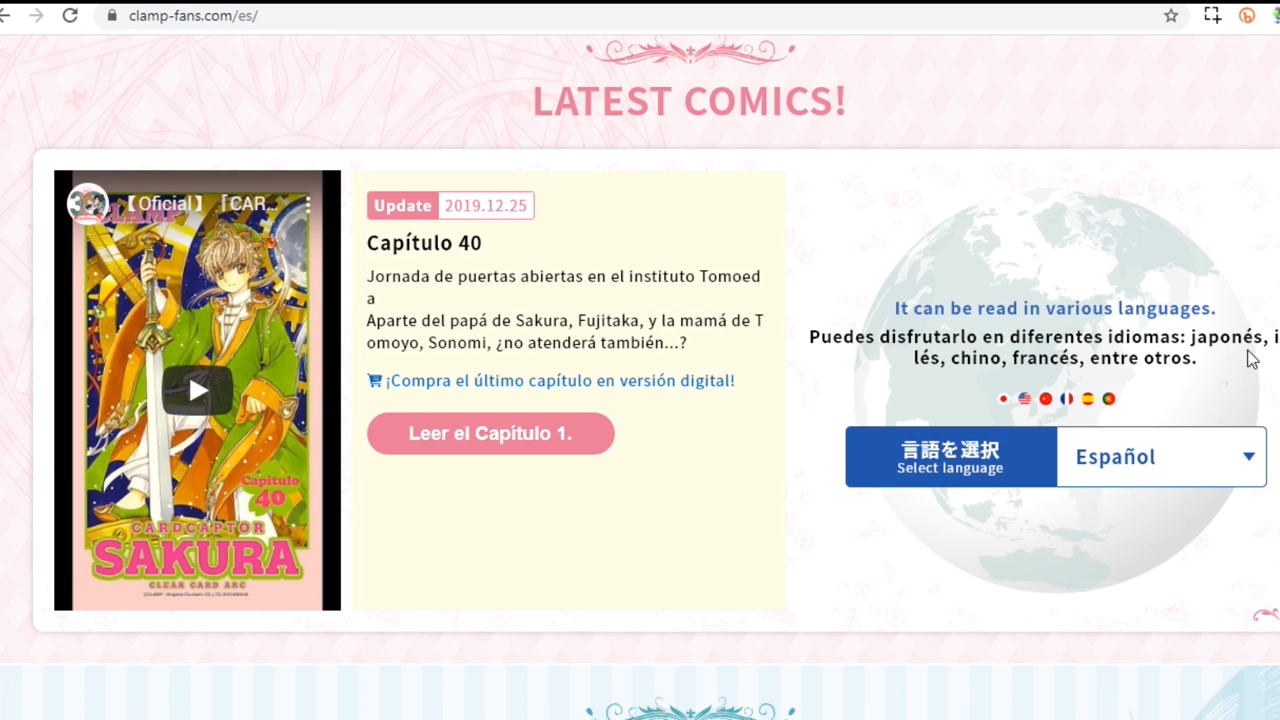 clamp-fans.com/es/
LATEST COMICS!
【Oficial】「CAR...
CLAMP
Capítulo
40
CARDCAPTOR
SAKURA
CLEAR CARD ARC
Update 2019.12.25
Capítulo 40
Jornada de puertas abiertas en el instituto Tomoed
a
Aparte del papá de Sakura, Fujitaka, y la mamá de T
omoyo, Sonomi, ¿no atenderá también...?
¡Compra el último capítulo en versión digital!
Leer el Capítulo 1.
It can be read in various languages.
Puedes disfrutarlo en diferentes idiomas: japonés, i
lés, chino, francés, entre otros.
言語を選択
Select language
Español